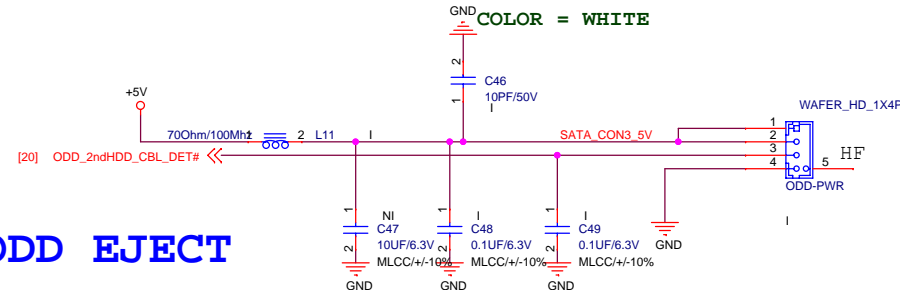 GND
COLOR = WHITE
2
C46
10PF/50V
1
I
+5V
WAFER_HD_1X4P
70Ohm/100Mhz
1
2
L11
I
SATA_CON3_5V
1
2
3
4
5
HF
[20]
ODD_2ndHDD_CBL_DET#
ODD-PWR
I
1
NI
C47
10UF/6.3V
2
MLCC/+/-10%
GND
1
I
C48
0.1UF/6.3V
2
MLCC/+/-10%
GND
1
I
C49
0.1UF/6.3V
2
MLCC/+/-10%
GND
GND
ODD EJECT